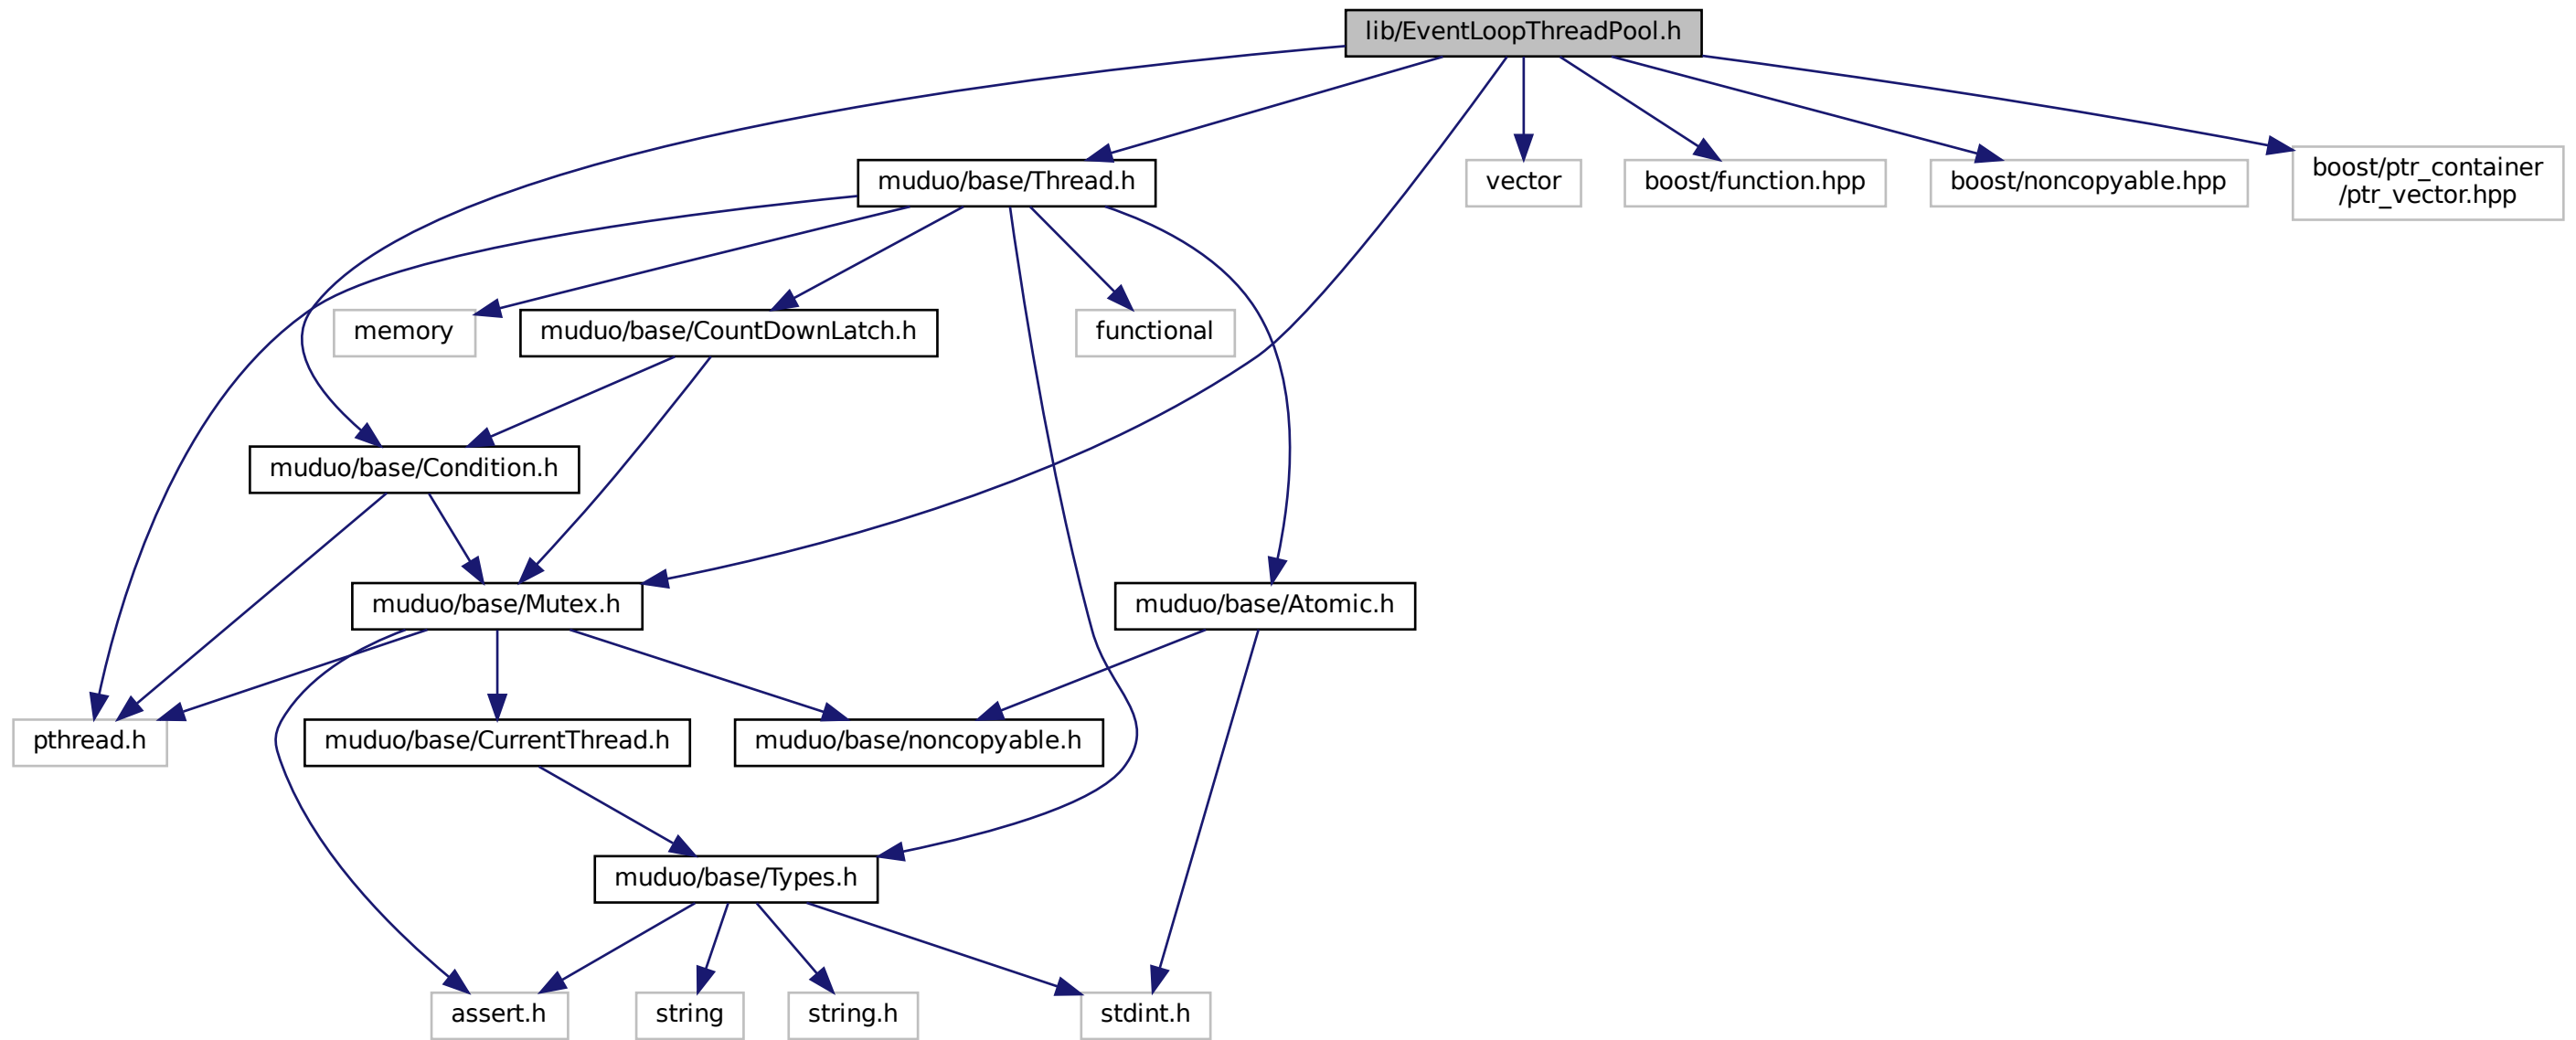 lib/EventLoopThreadPool.h
muduo/base/Thread.h
vector
boost/function.hpp
boost/noncopyable.hpp
boost/ptr_container
/ptr_vector.hpp
memory
muduo/base/CountDownLatch.h
functional
muduo/base/Condition.h
muduo/base/Mutex.h
muduo/base/Atomic.h
pthread.h
muduo/base/CurrentThread.h
muduo/base/noncopyable.h
muduo/base/Types.h
assert.h
string
string.h
stdint.h